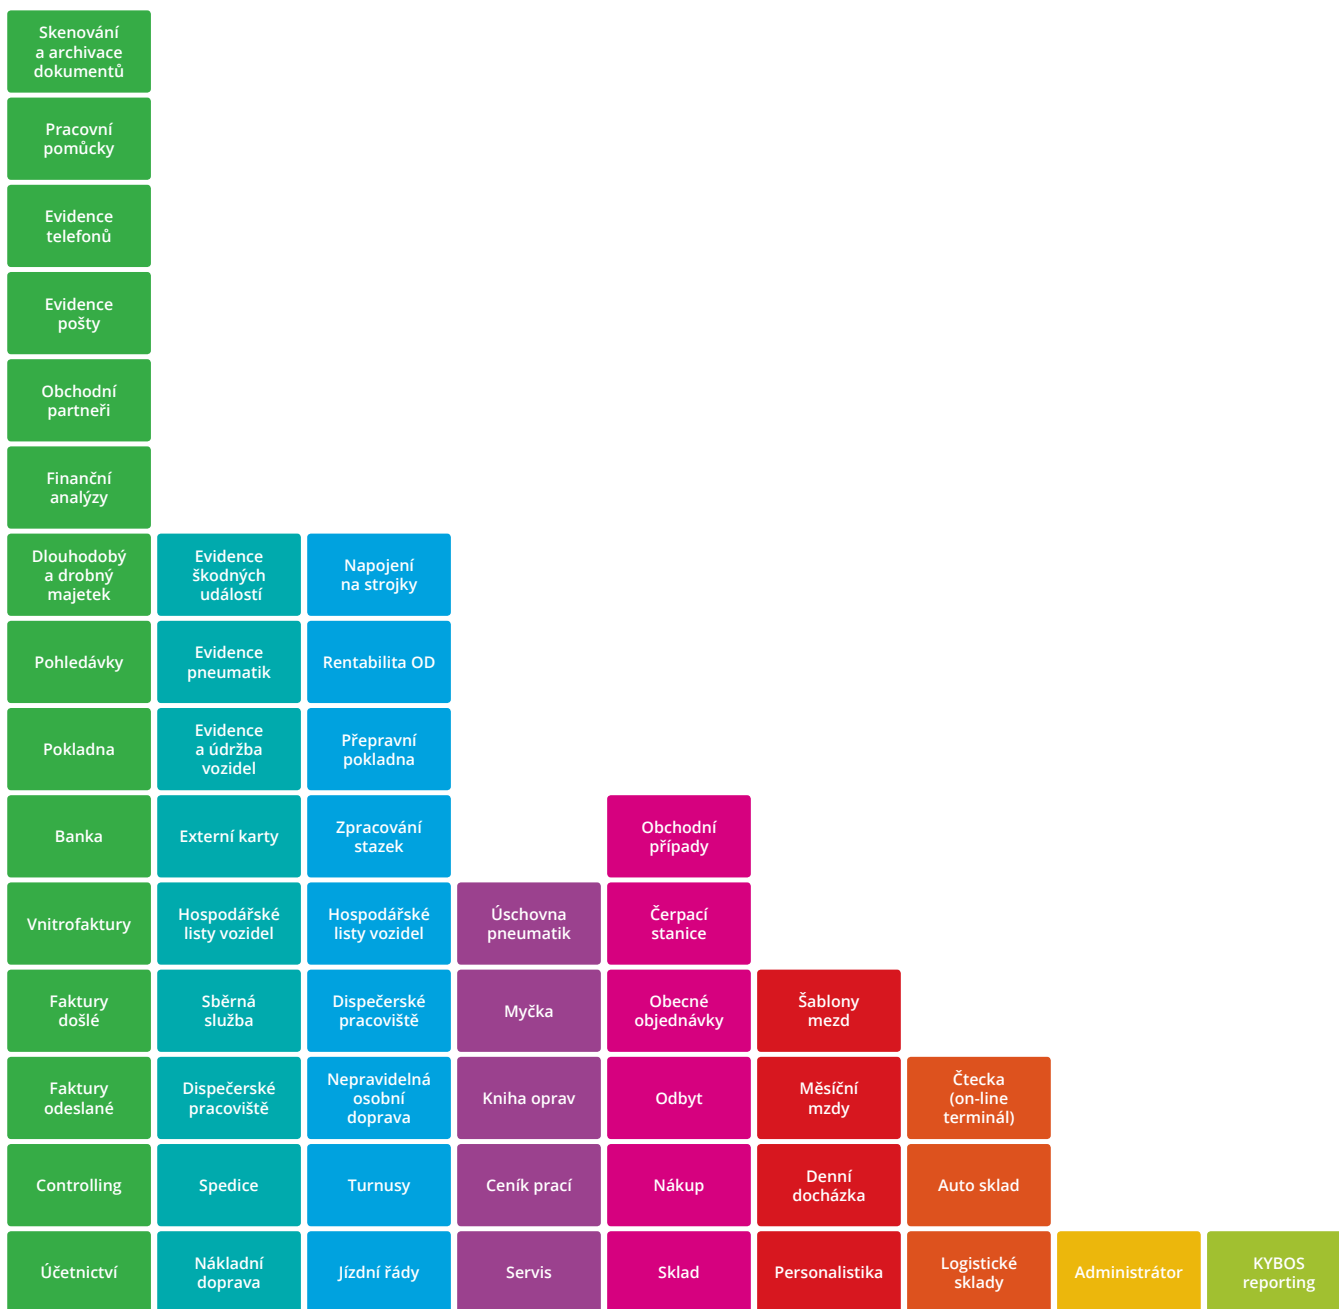 Skenování
a archivace
dokumentů
Pracovní
pomůcky
Evidence
telefonů
Evidence
pošty
Obchodní
partneři
Finanční
analýzy
Dlouhodobý
a drobný
majetek
Evidence
škodných
událostí
Napojení
na strojky
Pohledávky
Evidence
pneumatik
Rentabilita OD
Pokladna
Evidence
a údržba
vozidel
Přepravní
pokladna
Banka
Externí karty
Zpracování
stazek
Obchodní
případy
Vnitrofaktury
Hospodářské
listy vozidel
Hospodářské
listy vozidel
Úschovna
pneumatik
Čerpací
stanice
Faktury
došlé
Sběrná
služba
Dispečerské
pracoviště
Myčka
Obecné
objednávky
Šablony
mezd
Faktury
odeslané
Dispečerské
pracoviště
Nepravidelná
osobní
doprava
Kniha oprav
Odbyt
Měsíční
mzdy
Čtecka
(on-line
terminál)
Controlling
Spedice
Turnusy
Ceník prací
Nákup
Denní
docházka
Auto sklad
Účetnictví
Nákladní
doprava
Jízdní řády
Servis
Sklad
Personalistika
Logistické
sklady
Administrátor
KYBOS
reporting